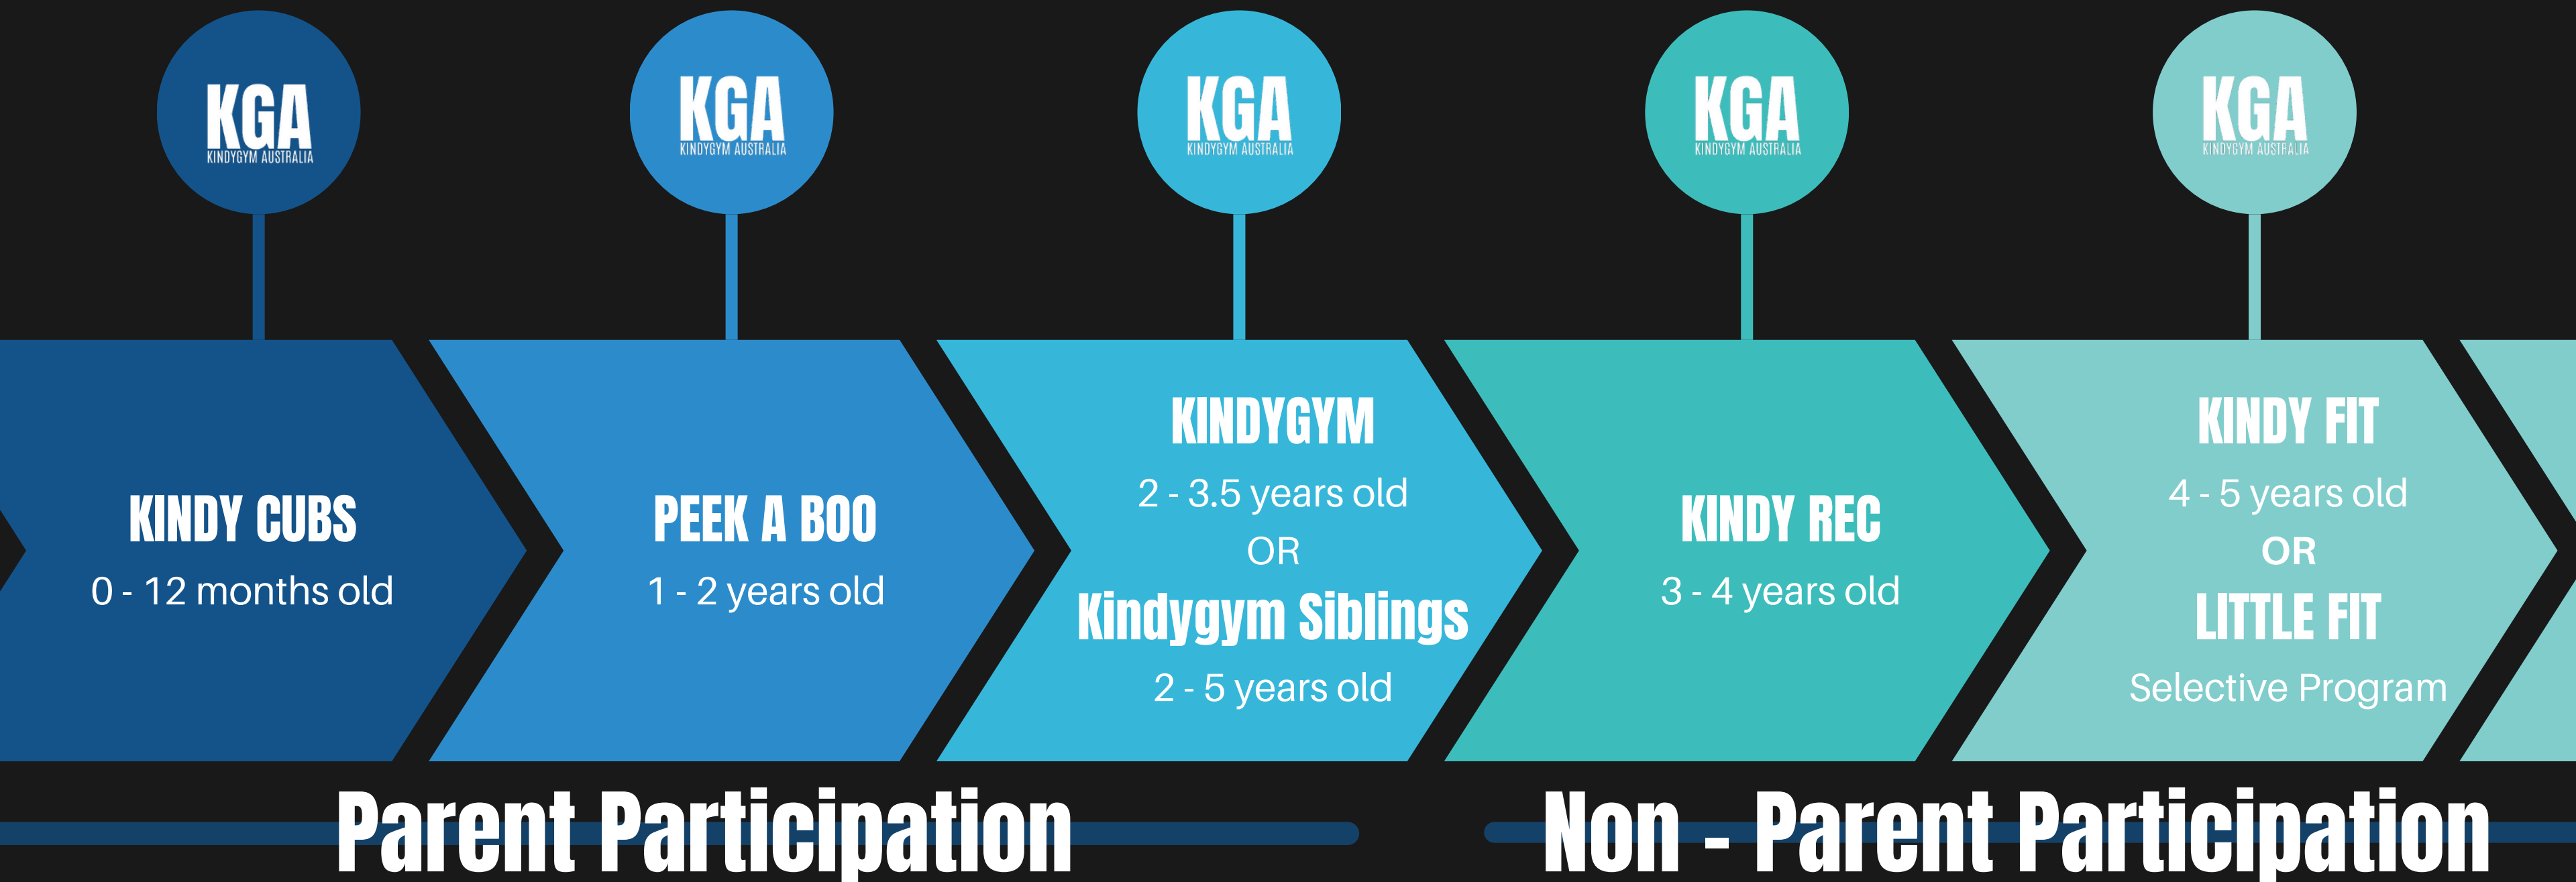 KGA
KINDYGYM AUSTRALIA
KGA
KINDYGYM AUSTRALIA
KGA
KINDYGYM AUSTRALIA
KGA
KINDYGYM AUSTRALIA
KGA
KINDYGYM AUSTRALIA
KINDY CUBS
0 - 12 months old
PEEK A BOO
1 - 2 years old
KINDYGYM
2 - 3.5 years old
OR
Kindygym Siblings
2 - 5 years old
KINDY REC
3 - 4 years old
KINDY FIT
4 - 5 years old
OR
LITTLE FIT
Selective Program
Parent Participation
Non - Parent Participation